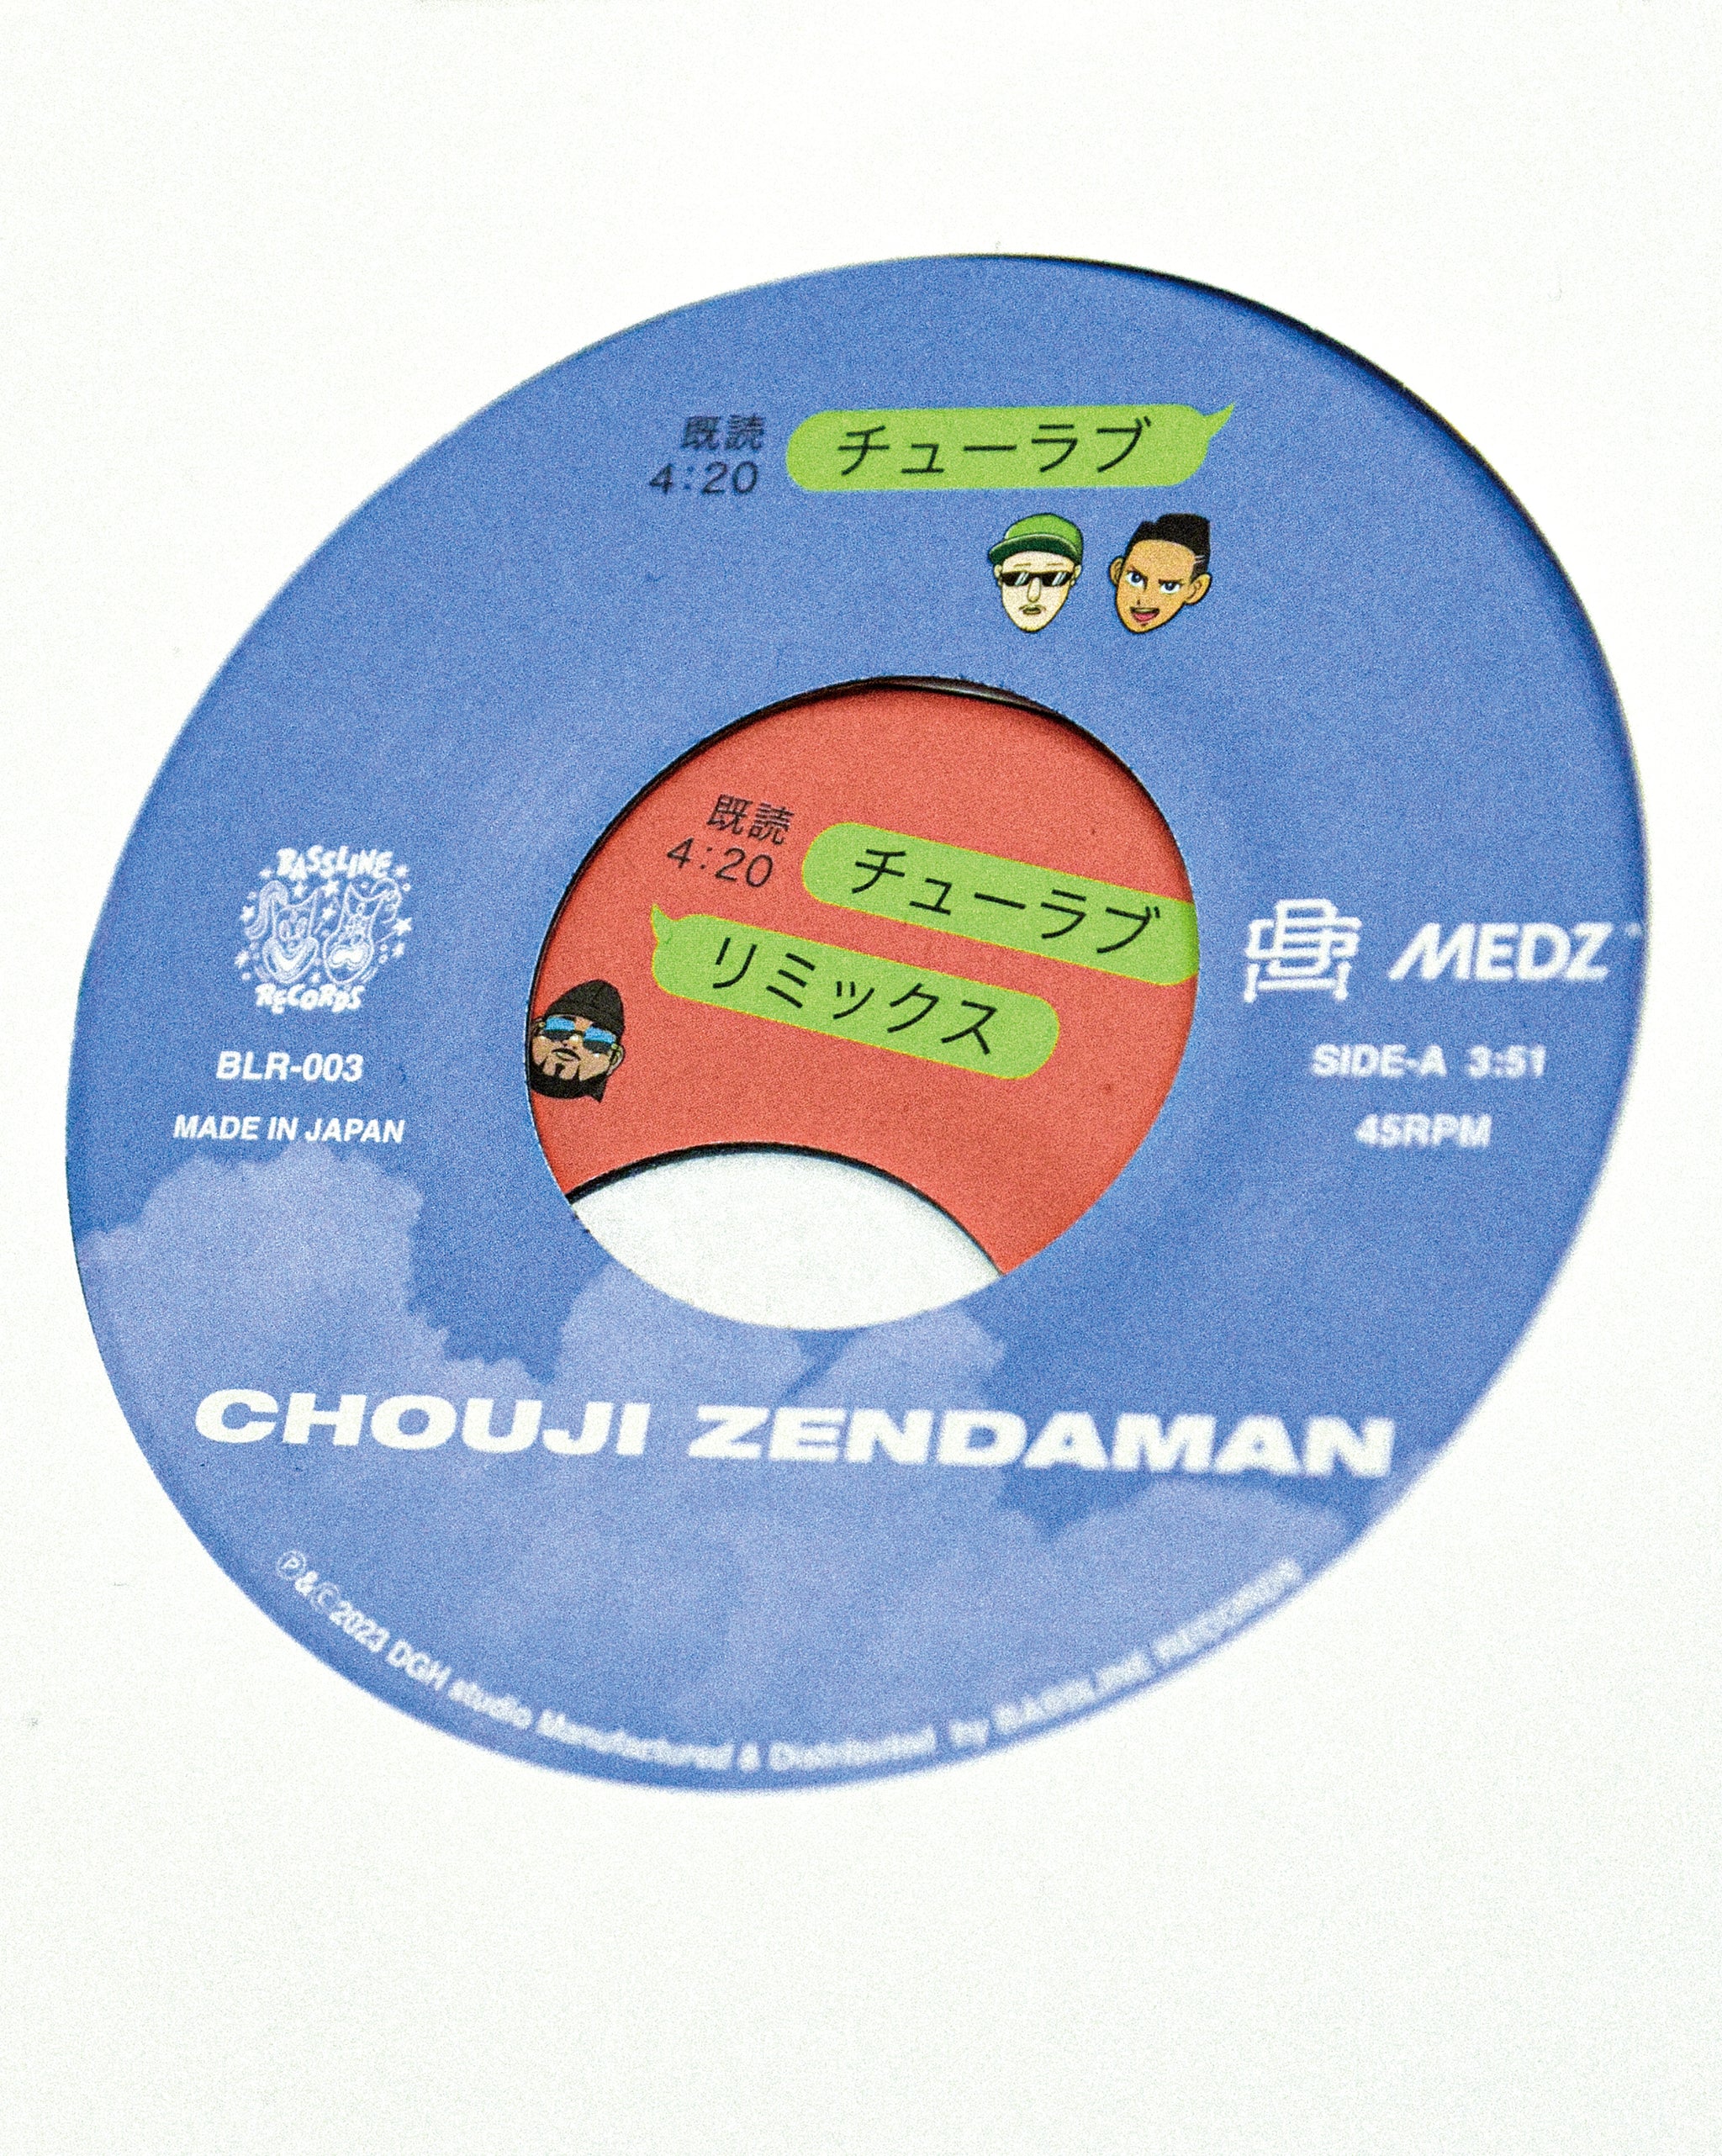 既読
4:20
チューラブ
既読
4:20
チューラブ
リミックス
BASSLINE
RECORDS
BLR-003
MADE IN JAPAN
MEDZ
SIDE-A 3:51
45RPM
CHOUJI ZENDAMAN
Ⓟ&Ⓒ2023 DGH studio Manufactured & Distributed by BASSLINE RECORDS